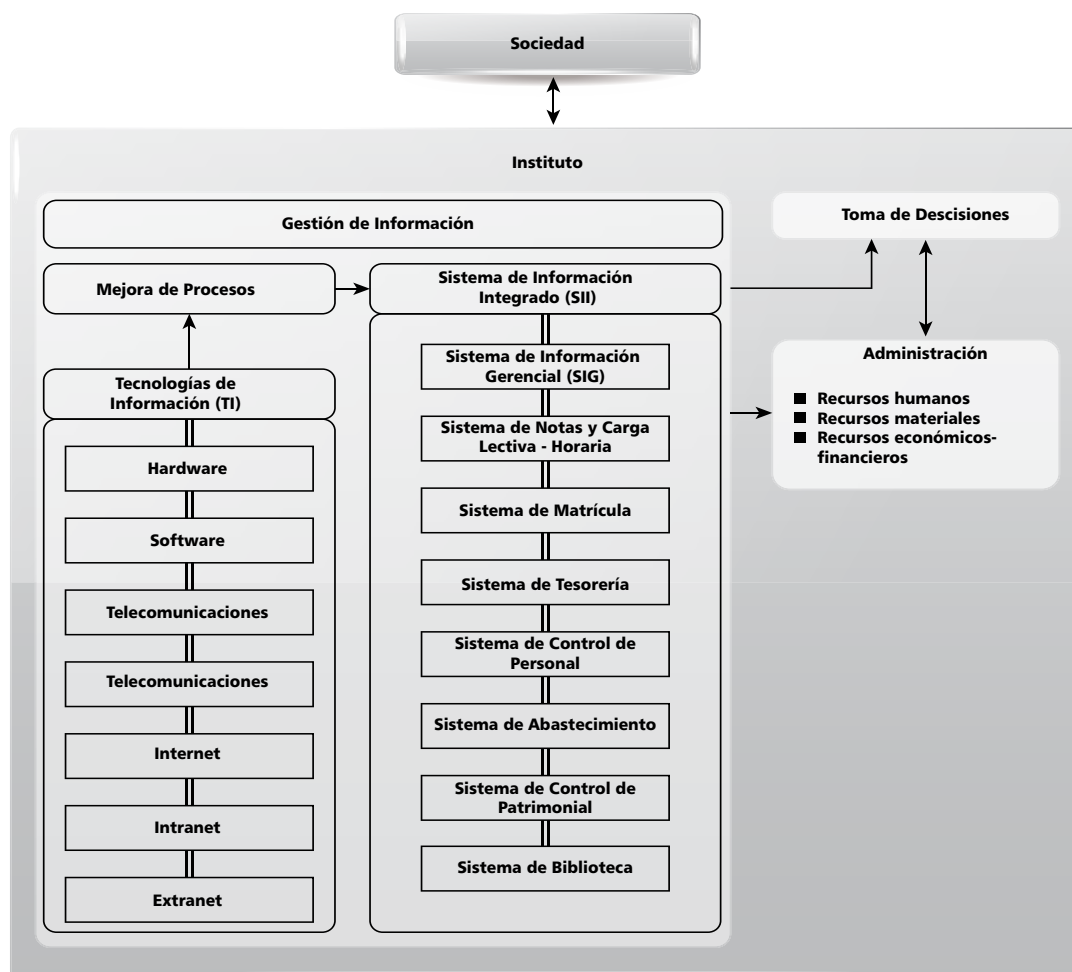 Sociedad
Instituto
Gestión de Información
Mejora de Procesos
Tecnologías de
Información (TI)
Hardware
Software
Telecomunicaciones
Telecomunicaciones
Internet
Intranet
Extranet
Sistema de Información
Integrado (SII)
Sistema de Información
Gerencial (SIG)
Sistema de Notas y Carga
Lectiva - Horaria
Sistema de Matrícula
Sistema de Tesorería
Sistema de Control de
Personal
Sistema de Abastecimiento
Sistema de Control de
Patrimonial
Sistema de Biblioteca
Toma de Descisiones
Administración
Recursos humanos
Recursos materiales
Recursos económicos-
financieros